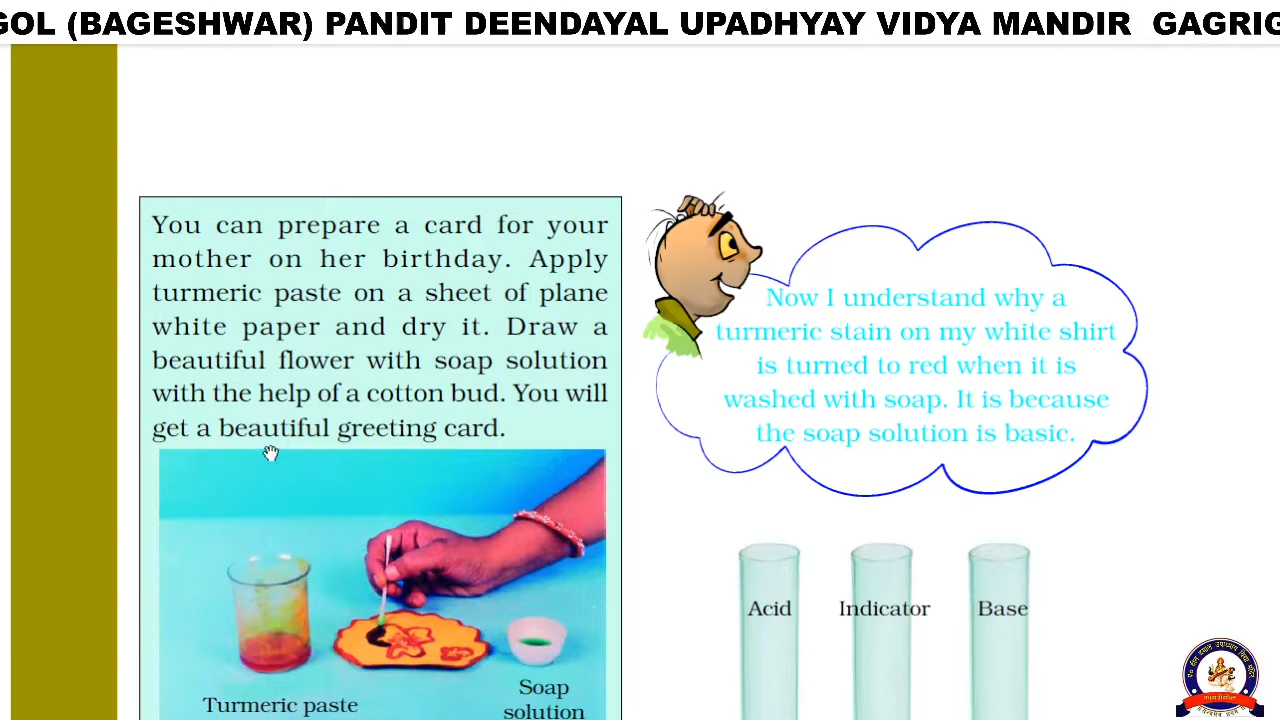 GOL (BAGESHWAR) PANDIT DEENDAYAL UPADHYAY VIDYA MANDIR GAGRIG
You can prepare a card for your
mother on her birthday. Apply
turmeric paste on a sheet of plane
white paper and dry it. Draw a
beautiful flower with soap solution
with the help of a cotton bud. You will
get a beautiful greeting card.
Turmeric paste
Soap
solution
Now I understand why a
turmeric stain on my white shirt
is turned to red when it is
washed with soap. It is because
the soap solution is basic.
Acid Indicator Base